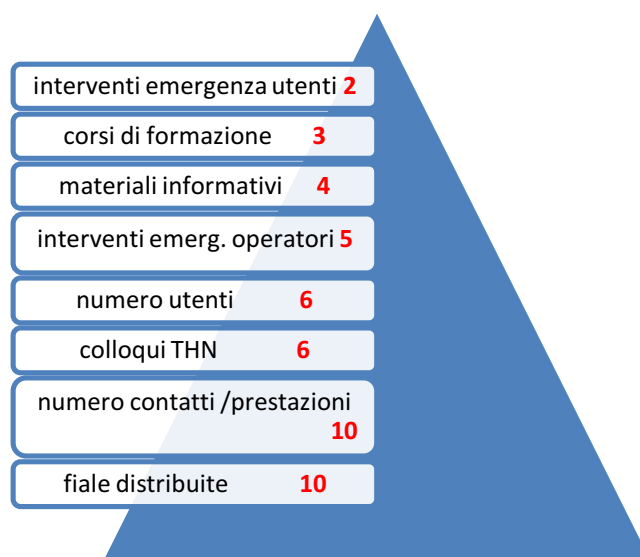 interventi emergenza utenti 2
corsi di formazione 3
materiali informativi 4
interventi emerg. operatori 5
numero utenti 6
colloqui THN 6
numero contatti /prestazioni
10
fiale distribuite 10